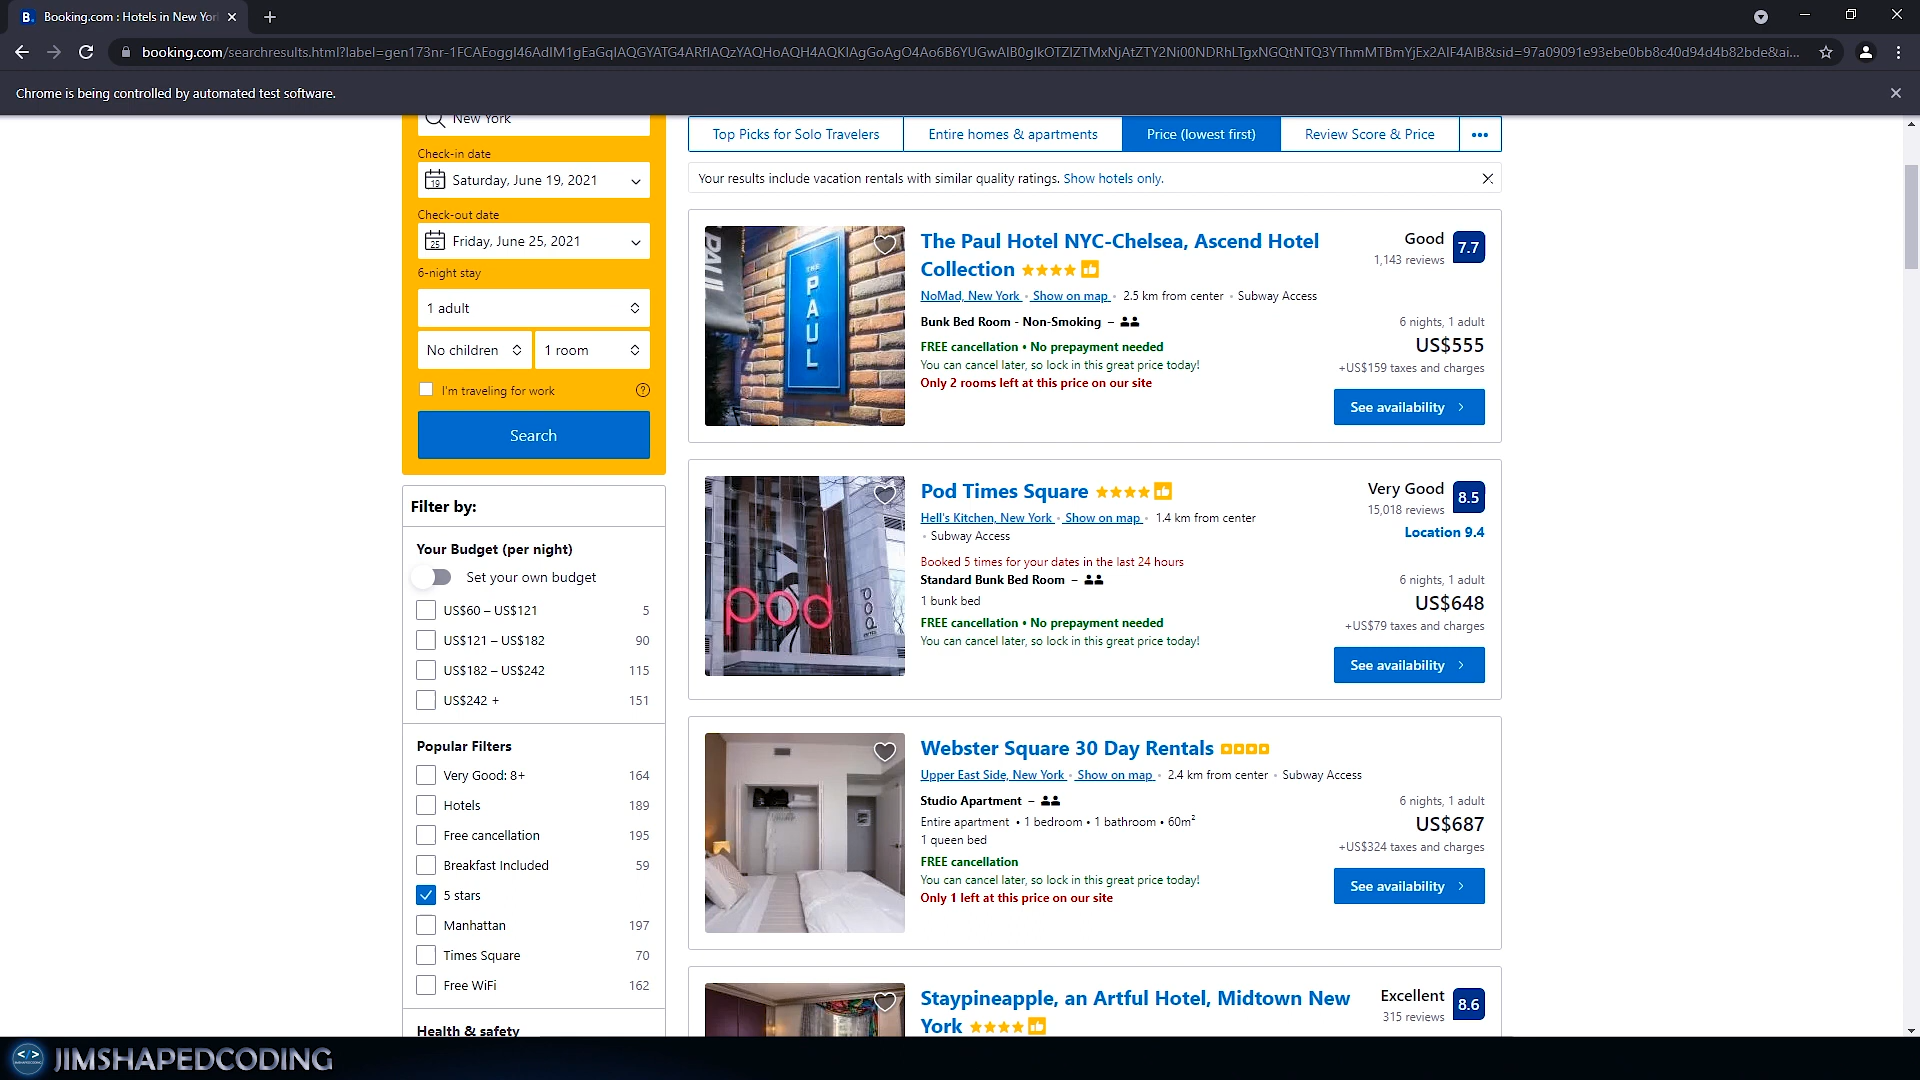 Booking.com : Hotels in New Yor
booking.com/searchresults.html?label=gen173nr-1FCAEoggI46AdIM1gEaGqIAQGYATG4ARfIAQzYAQHoAQH4AQKIAgGoAgO4Ao6B6YUGwAIB0gIkOTZIZTMxNjAtZTY2Ni00NDRhLTgxNGQtNTQ3YThmMTBmYjEx2AIF4AIB&sid=97a09091e93ebe0bb8c40d94d4b82bde&ai...
Chrome is being controlled by automated test software.
New York
Check-in date
19
Saturday, June 19, 2021
Check-out date
25
Friday, June 25, 2021
6-night stay
1 adult
No children
1 room
I'm traveling for work
Search
Filter by:
Your Budget (per night)
Set your own budget
US$60 – US$121 5
US$121 – US$182 90
US$182 – US$242 115
US$242 + 151
Popular Filters
Very Good: 8+ 164
Hotels 189
Free cancellation 195
Breakfast Included 59
5 stars
Manhattan 197
Times Square 70
Free WiFi 162
Health & safety
Top Picks for Solo Travelers
Entire homes & apartments
Price (lowest first)
Review Score & Price
Your results include vacation rentals with similar quality ratings. Show hotels only.
PAUL
THE
PAUL
The Paul Hotel NYC-Chelsea, Ascend Hotel
Collection
Good 7.7
1,143 reviews
NoMad, New York • Show on map • 2.5 km from center • Subway Access
Bunk Bed Room - Non-Smoking –
6 nights, 1 adult
FREE cancellation • No prepayment needed
US$555
You can cancel later, so lock in this great price today!
+US$159 taxes and charges
Only 2 rooms left at this price on our site
See availability
pod
pod
Pod Times Square
Very Good 8.5
15,018 reviews
Hell's Kitchen, New York • Show on map • 1.4 km from center
• Subway Access
Location 9.4
Booked 5 times for your dates in the last 24 hours
Standard Bunk Bed Room –
6 nights, 1 adult
1 bunk bed
US$648
FREE cancellation • No prepayment needed
+US$79 taxes and charges
You can cancel later, so lock in this great price today!
See availability
Webster Square 30 Day Rentals
Upper East Side, New York • Show on map • 2.4 km from center • Subway Access
Studio Apartment –
6 nights, 1 adult
Entire apartment • 1 bedroom • 1 bathroom • 60m²
US$687
1 queen bed
+US$324 taxes and charges
FREE cancellation
You can cancel later, so lock in this great price today!
Only 1 left at this price on our site
See availability
Staypineapple, an Artful Hotel, Midtown New
York
Excellent 8.6
315 reviews
JIMSHAPEDCODING